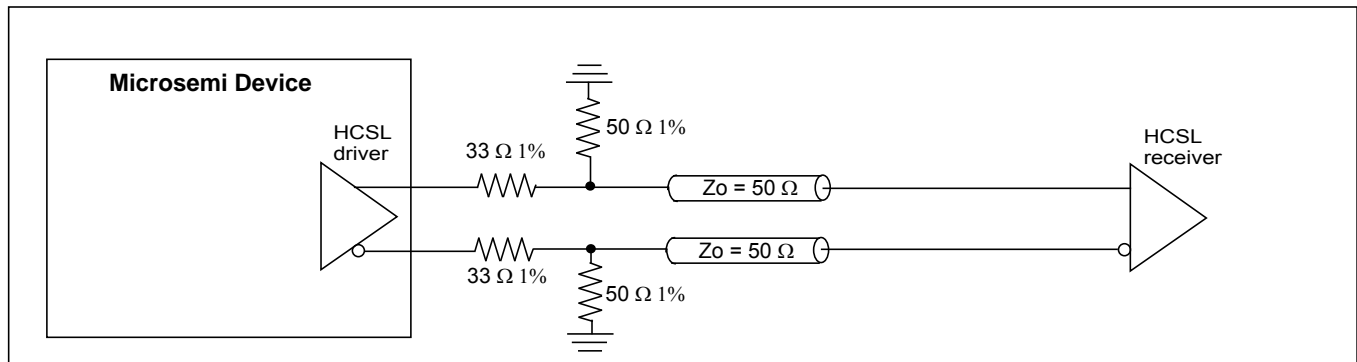 Microsemi Device
HCSL
driver
33 Ω 1%
50 Ω 1%
Zo = 50 Ω
HCSL
receiver
33 Ω 1%
50 Ω 1%
Zo = 50 Ω